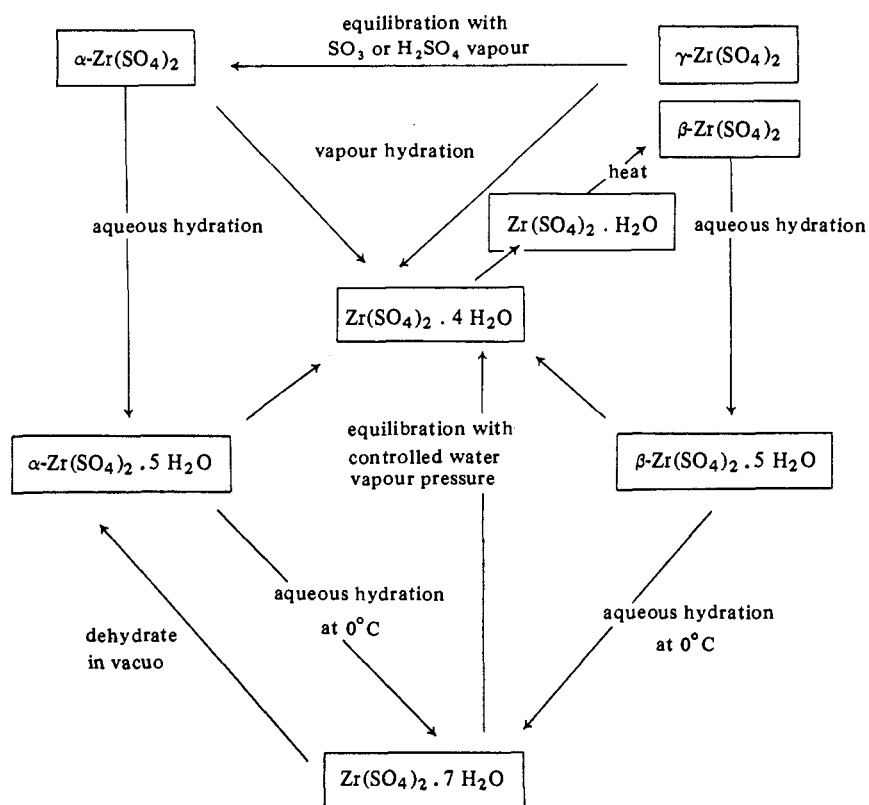 equilibration with
SO₃ or H₂SO₄ vapour
α-Zr(SO₄)₂
γ-Zr(SO₄)₂
β-Zr(SO₄)₂
vapour hydration
heat
aqueous hydration
Zr(SO₄)₂ . H₂O
aqueous hydration
Zr(SO₄)₂ . 4 H₂O
equilibration with
controlled water
vapour pressure
α-Zr(SO₄)₂ . 5 H₂O
β-Zr(SO₄)₂ . 5 H₂O
aqueous hydration
at 0°C
aqueous hydration
at 0°C
dehydrate
in vacuo
Zr(SO₄)₂ . 7 H₂O